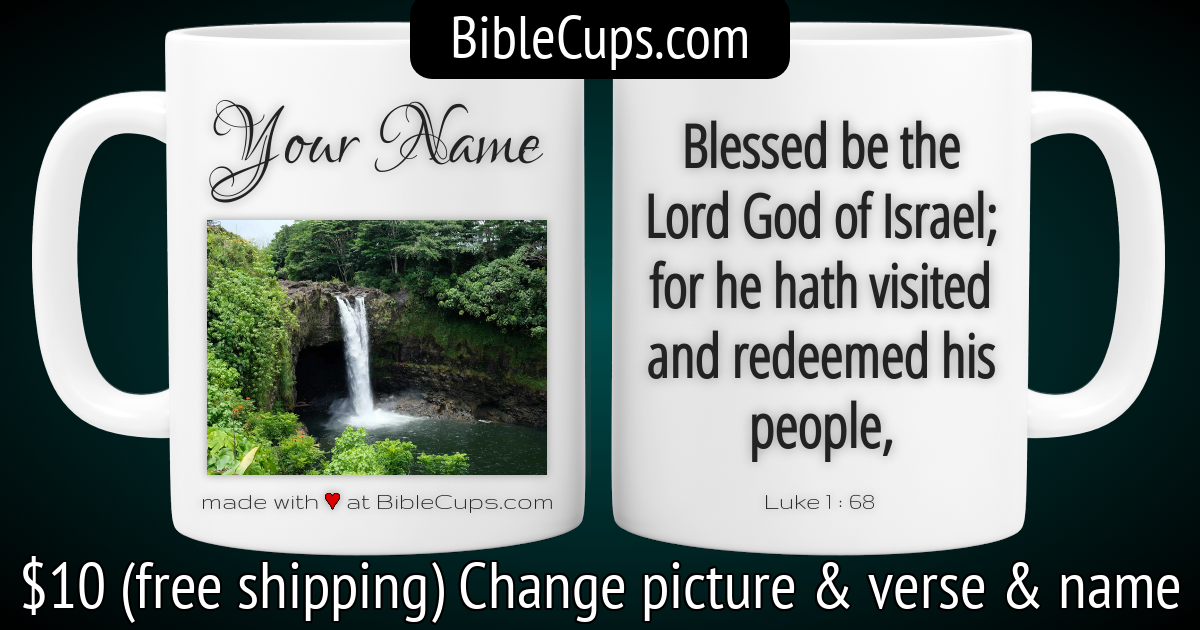 BibleCups.com
Your Name
made with ♥ at BibleCups.com
Blessed be the
Lord God of Israel;
for he hath visited
and redeemed his
people,
Luke 1 : 68
$10 (free shipping) Change picture & verse & name